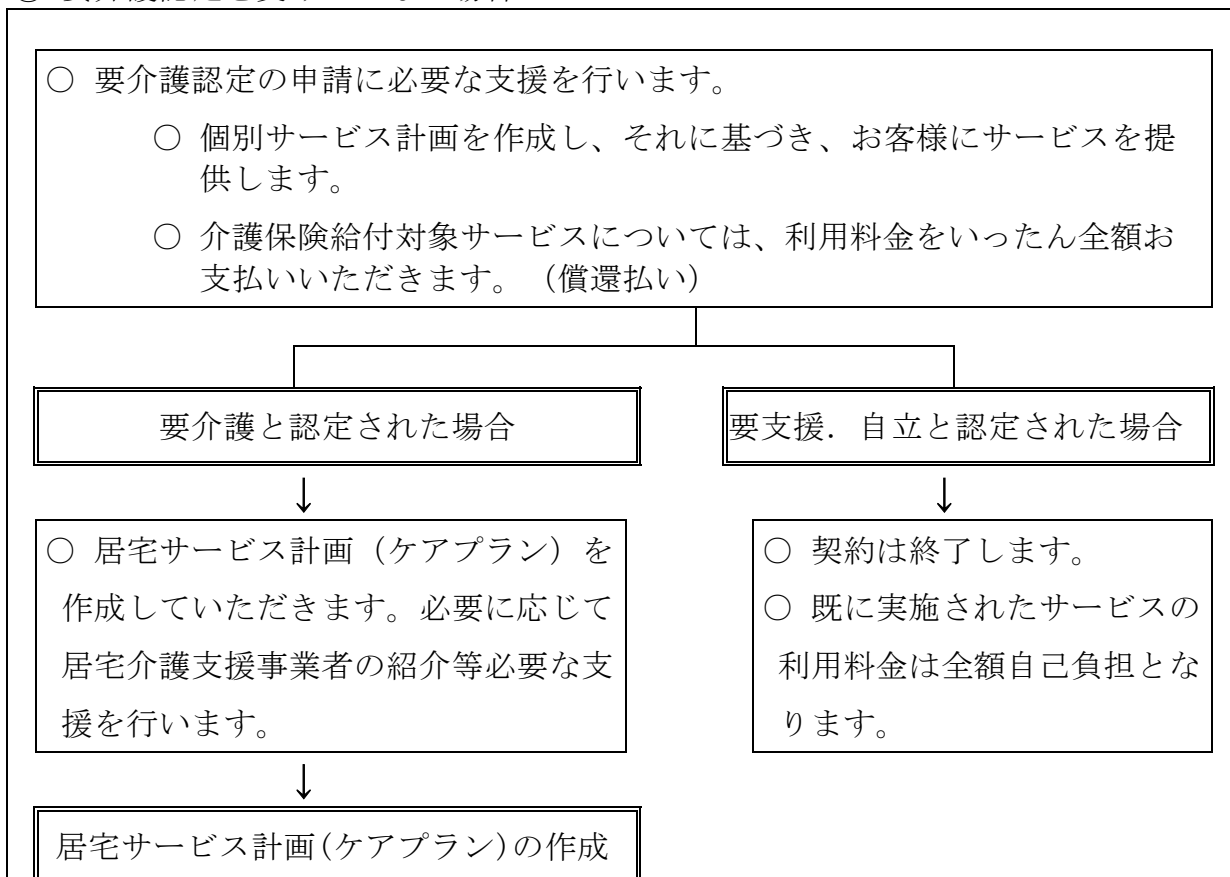 ○ 要介護認定の申請に必要な支援を行います。
○ 個別サービス計画を作成し、それに基づき、お客様にサービスを提
供します。
○ 介護保険給付対象サービスについては、利用料金をいったん全額お
支払いいただきます。（償還払い）
要介護と認定された場合
要支援．自立と認定された場合
↓
↓
○ 居宅サービス計画（ケアプラン）を
作成していただきます。必要に応じて
居宅介護支援事業者の紹介等必要な支
援を行います。
○ 契約は終了します。
○ 既に実施されたサービスの
利用料金は全額自己負担とな
ります。
↓
居宅サービス計画(ケアプラン)の作成